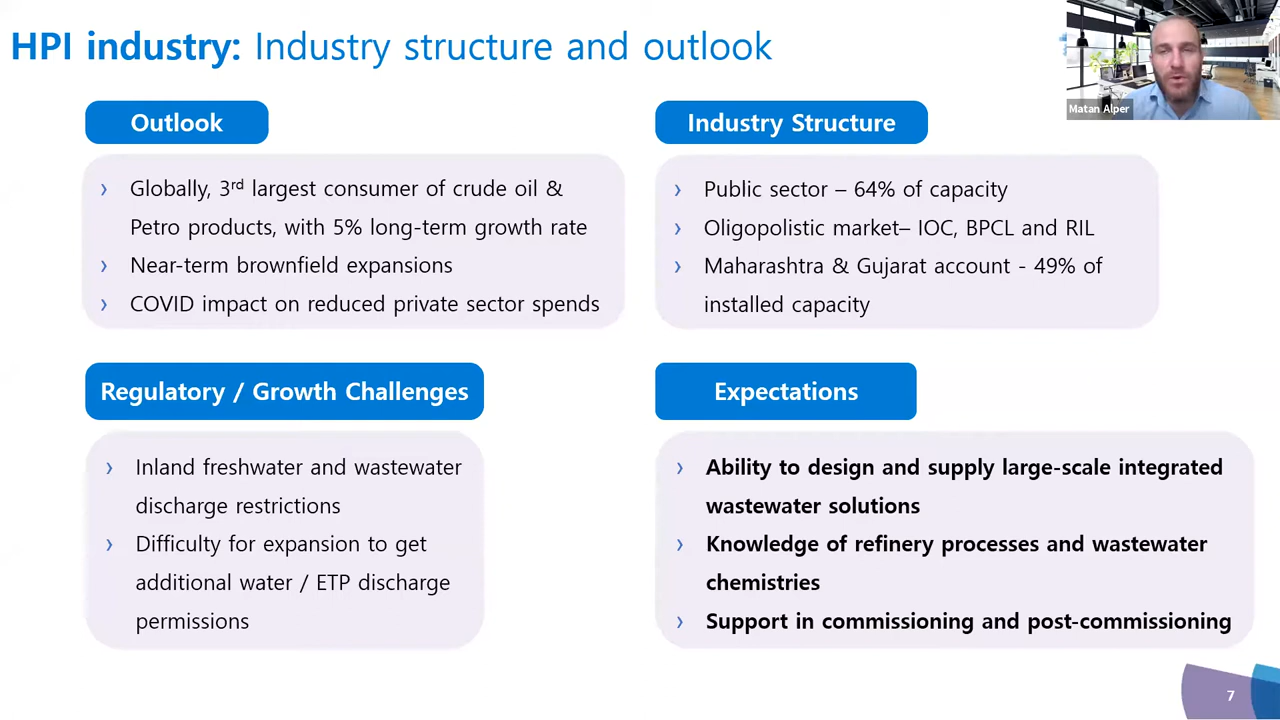 HPI industry: Industry structure and outlook
Matan Alper
Outlook
› Globally, 3rd largest consumer of crude oil &
Petro products, with 5% long-term growth rate
› Near-term brownfield expansions
› COVID impact on reduced private sector spends
Industry Structure
› Public sector – 64% of capacity
› Oligopolistic market– IOC, BPCL and RIL
› Maharashtra & Gujarat account - 49% of
installed capacity
Regulatory / Growth Challenges
› Inland freshwater and wastewater
discharge restrictions
› Difficulty for expansion to get
additional water / ETP discharge
permissions
Expectations
› Ability to design and supply large-scale integrated
wastewater solutions
› Knowledge of refinery processes and wastewater
chemistries
› Support in commissioning and post-commissioning
7